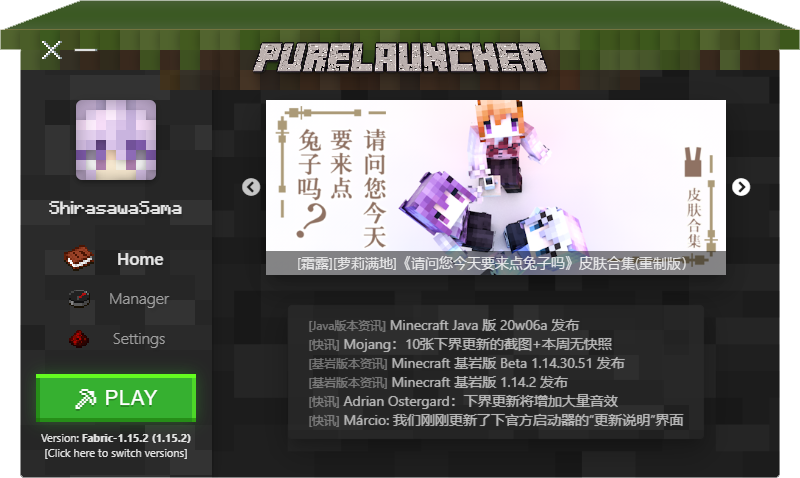 PURELAUNCHER
ShirasawaSama
Home
Manager
Settings
PLAY
Version: Fabric-1.15.2 (1.15.2)
[Click here to switch versions]
请问您今天
要来点
兔子吗?
皮肤合集
[霜露][萝莉满地]《请问您今天要来点兔子吗》皮肤合集(重制版)
[Java版本资讯] Minecraft Java 版 20w06a 发布
[快讯] Mojang：10张下界更新的截图+本周无快照
[基岩版本资讯] Minecraft 基岩版 Beta 1.14.30.51 发布
[基岩版本资讯] Minecraft 基岩版 1.14.2 发布
[快讯] Adrian Ostergard：下界更新将增加大量音效
[快讯] Márcio: 我们刚刚更新了下官方启动器的"更新说明"界面